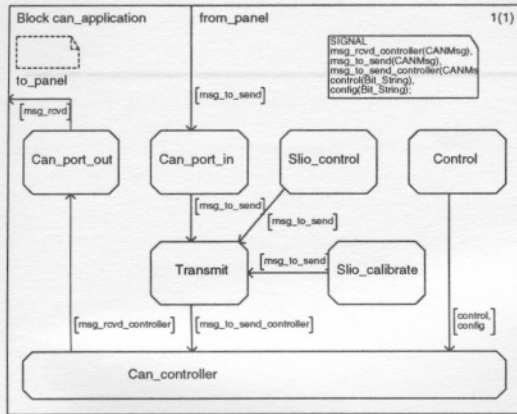 Block can_application
from_panel
1(1)
SIGNAL
msg_rcvd_controller(CANMsg),
msg_to_send(CANMsg),
msg_to_send_controller(CANMs
control(Bit_String),
config(Bit_String);
to_panel
[msg_rcvd]
[msg_to_send]
Can_port_out
Can_port_in
Slio_control
Control
[msg_to_send]
[msg_to_send]
Transmit
[msg_to_send]
Slio_calibrate
[msg_rcvd_controller]
[msg_to_send_controller]
[control,
config]
Can_controller